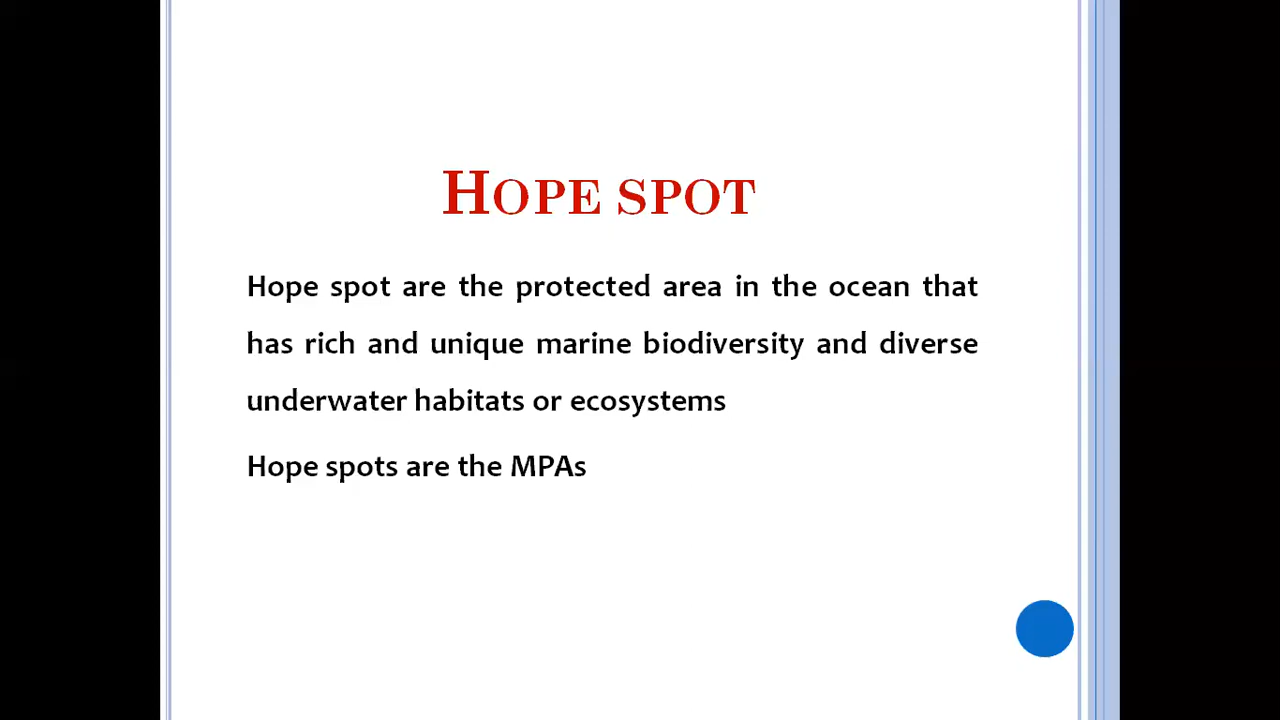 HOPE SPOT
Hope spot are the protected area in the ocean that
has rich and unique marine biodiversity and diverse
underwater habitats or ecosystems
Hope spots are the MPAs